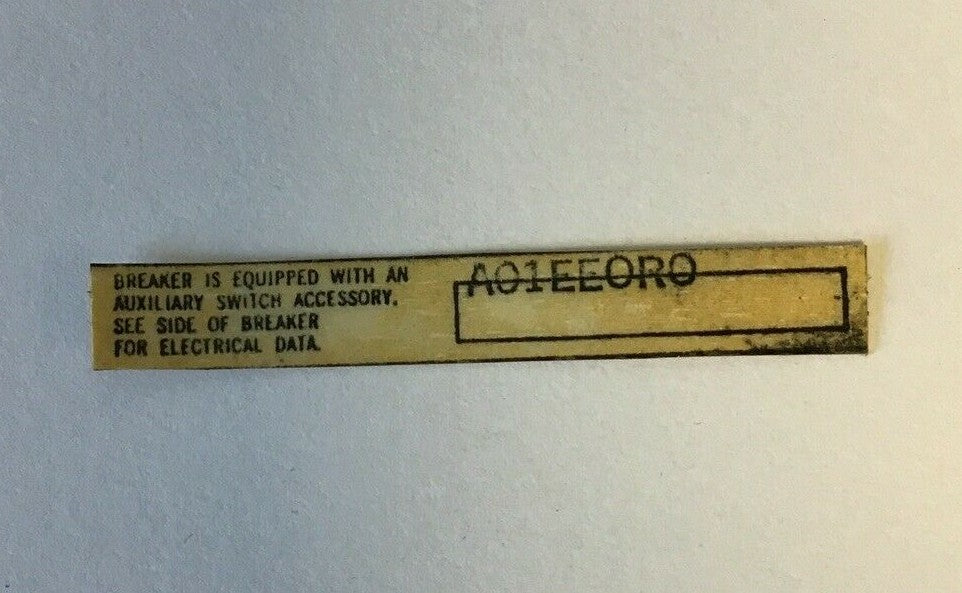 BREAKER IS EQUIPPED WITH AN
AUXILIARY SWITCH ACCESSORY.
SEE SIDE OF BREAKER
FOR ELECTRICAL DATA.
A01EE0R0